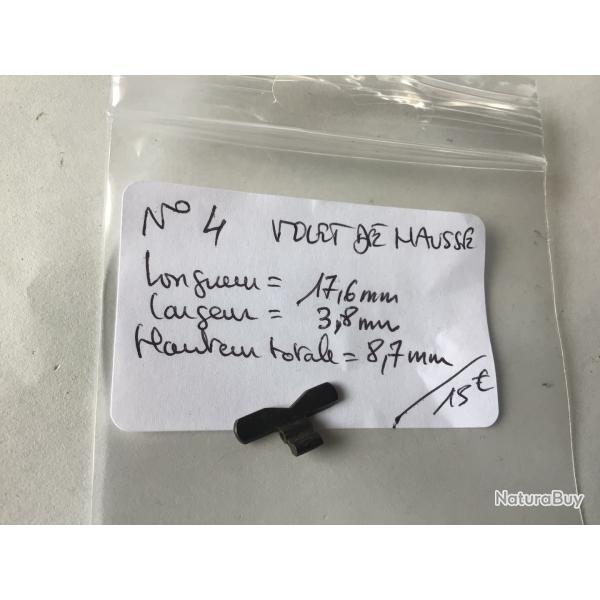 N° 4 VOLET DE HAUSSE
Longueur = 17,6mm
Largeur = 3,8mm
Hauteur totale = 8,7mm
15€
NaturaBuy